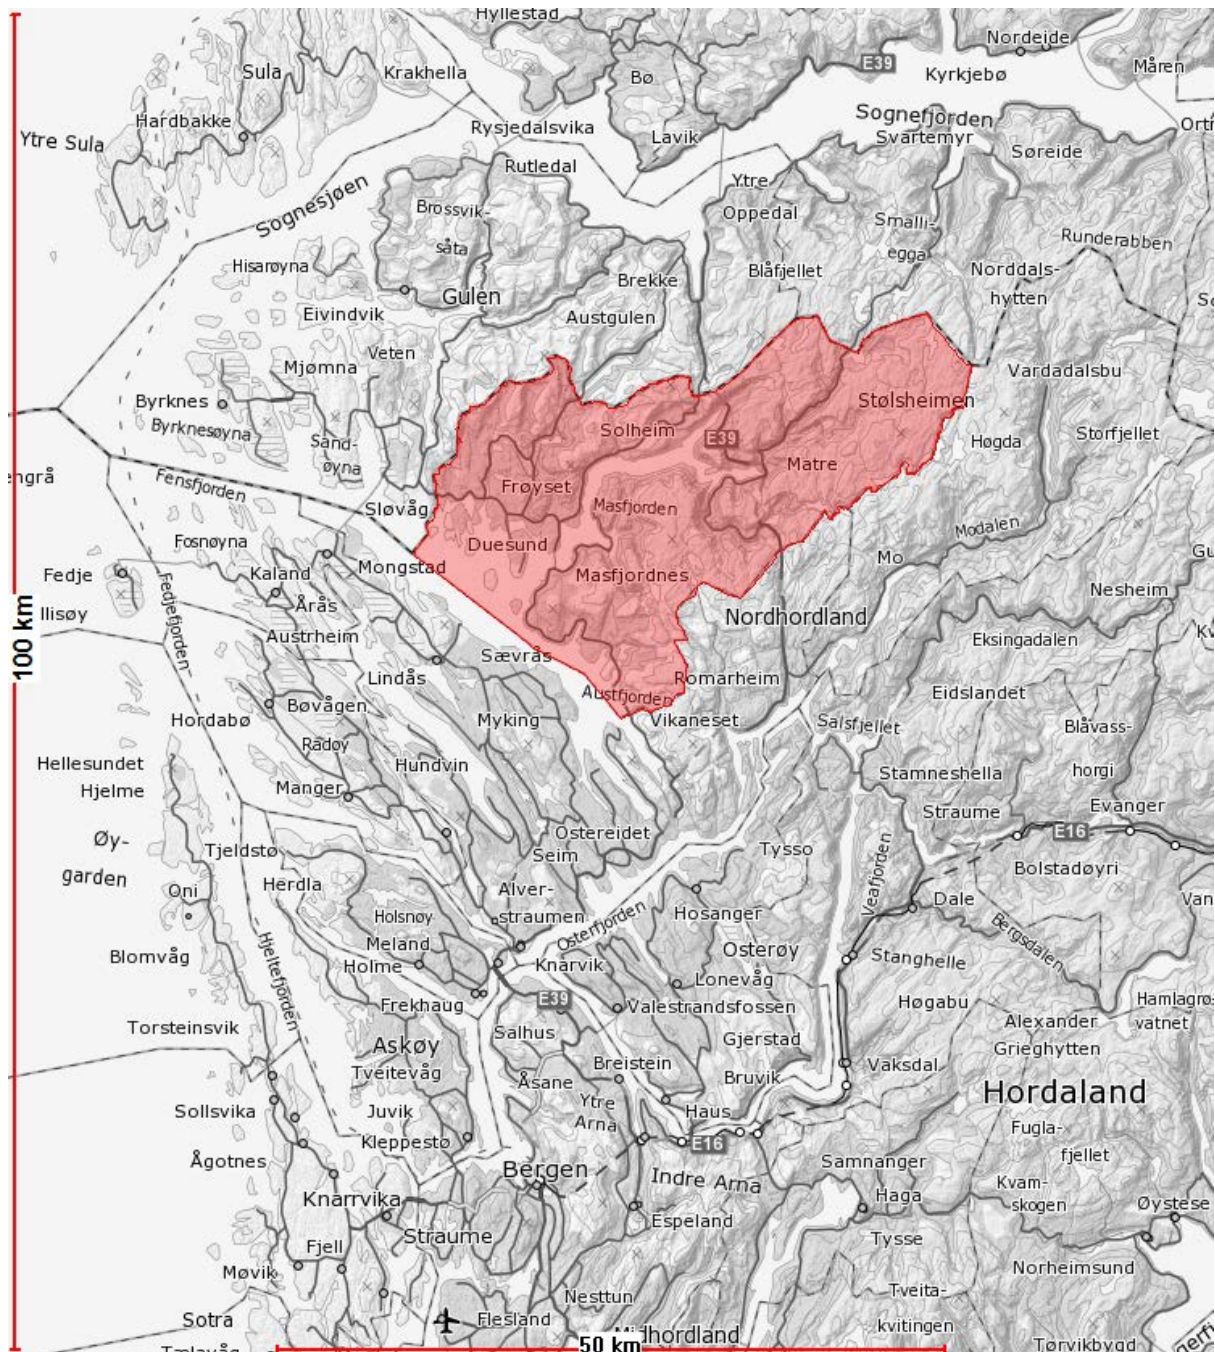 Hyllestad
Nordeide
Sula
Krakhella
Bø
E39
Kyrkjebø
Måren
Hardbakke
Rysjedalsvika
Lavik
Sognefjorden
Svartemyr
Ytre Sula
Søreide
Rutledal
Ytre
Oppedal
Sognesjøen
Brossvik-
såta
Smalli-
egga
Runderabben
Hisarøyna
Brekke
Blåfjellet
Norddals-
hytten
Gulen
Eivindvik
Austgulen
Veten
Mjømna
Vardadalsbu
Byrknes
Stølsheimen
Byrknesøyna
Sand-
øyna
Solheim
E39
Høgda
Storfjellet
Matre
Fensfjorden
Frøyset
Masfjorden
Sløvåg
Modalen
Fosnøyna
Duesund
Mo
Fedje
Kaland
Mongstad
Masfjordnes
Nesheim
Årås
Nordhordland
100 km
Fedjefjorden
Austrheim
Eksingadalen
Sævrås
Lindås
Romarheim
Eidslandet
Austfjorden
Hordabø
Bøvågen
Myking
Vikaneset
Salsfjellet
Blåvass-
horgi
Radøy
Hellesundet
Hundvin
Stamneshella
Hjelme
Manger
Straume
Evanger
Øy-
garden
Ostereidet
E16
Tjeldstø
Seim
Tysso
Veafjorden
Bolstadøyri
Herdla
Oni
Alver-
straumen
Dale
Holsnøy
Osterfjorden
Hosanger
Bergsdalen
Meland
Osterøy
Blomvåg
Hjeltefjorden
Holme
Knarvik
Stanghelle
Lonevåg
Frekhaug
E39
Valestrandsfossen
Høgabu
Hamlagrø-
vatnet
Torsteinsvik
Salhus
Gjerstad
Alexander
Grieghytten
Askøy
Breistein
Tveitevåg
Åsane
Bruvik
Vaksdal
Hordaland
Sollsvika
Juvik
Ytre
Arna
Haus
Kleppestø
E16
Fugla-
fjellet
Ågotnes
Bergen
Indre Arna
Samnanger
Knarrvika
Haga
Kvam-
skogen
Øystese
Straume
Espeland
Fjell
Tysse
Møvik
Norheimsund
Nesttun
Tveita-
kvitingen
Sotra
Flesland
50 km
Tørvikbygd